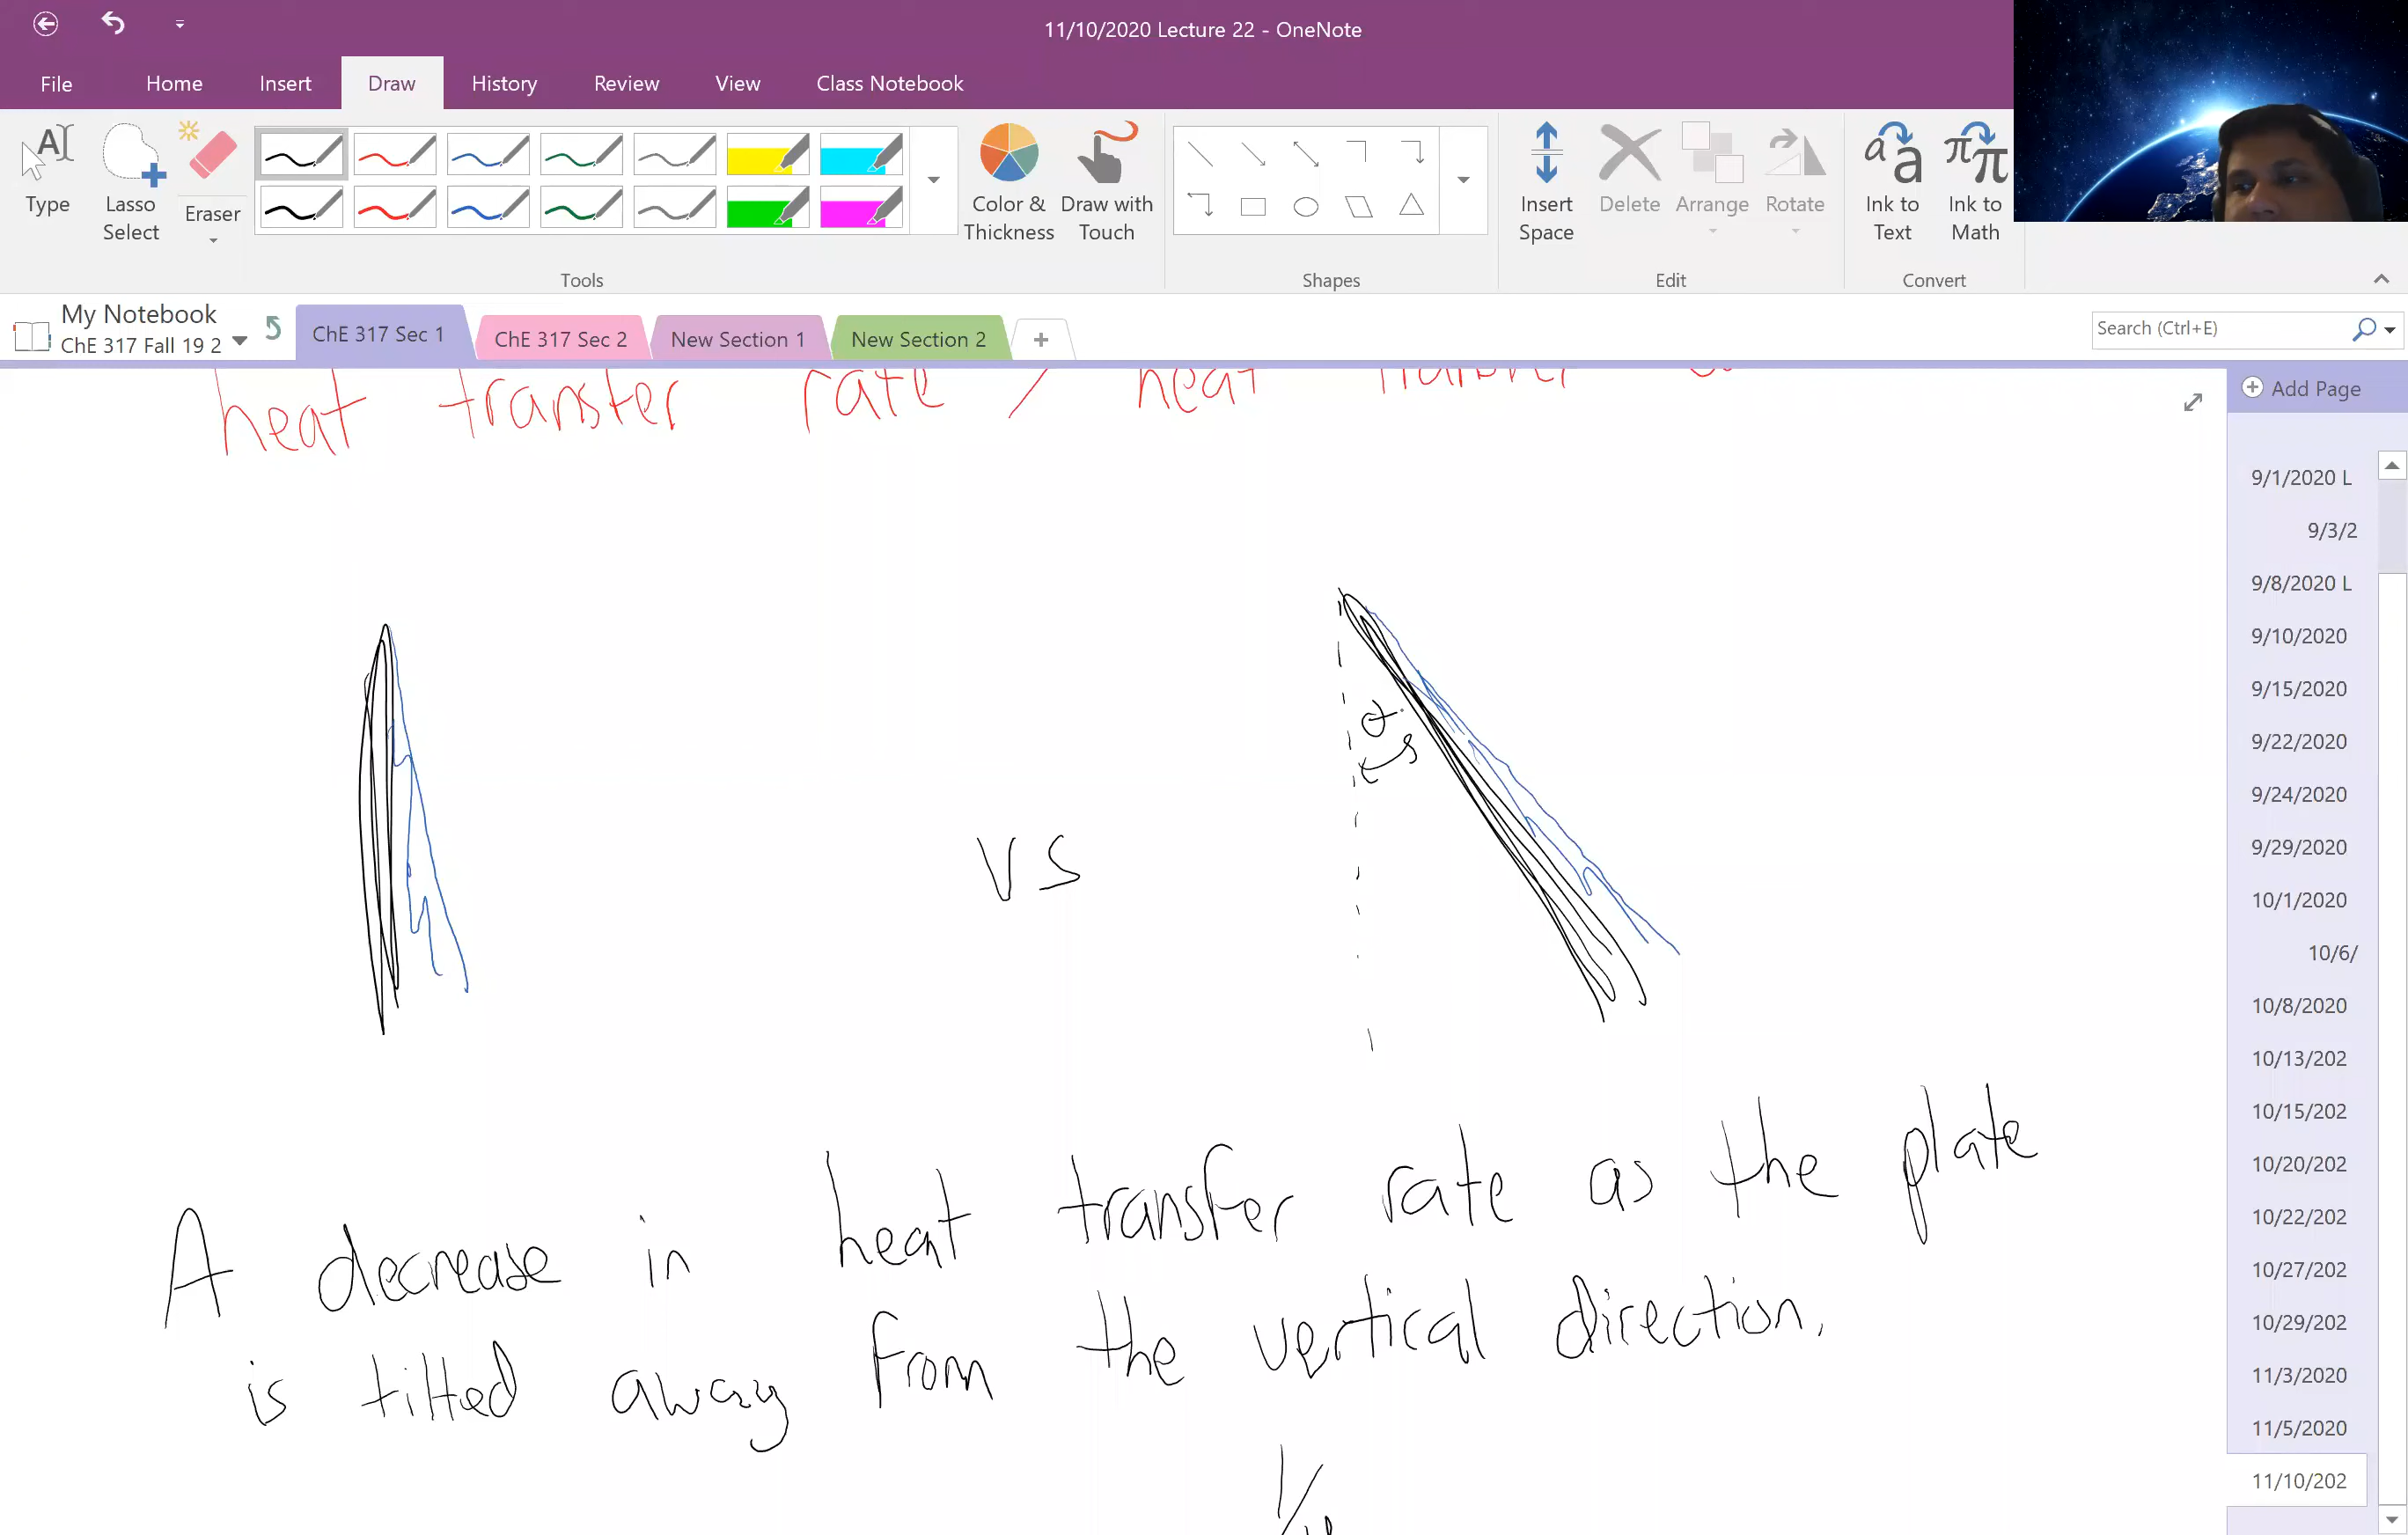 11/10/2020 Lecture 22 - OneNote
File Home Insert Draw History Review View Class Notebook
Type
Lasso Select
Eraser
Color & Thickness
Draw with Touch
Insert Space
Delete
Arrange
Rotate
Ink to Text
Ink to Math
Tools Shapes Edit Convert
My Notebook
ChE 317 Fall 19 2
ChE 317 Sec 1 ChE 317 Sec 2 New Section 1 New Section 2 +
Search (Ctrl+E)
heat transfer rate / heat
θ
vs
A decrease in heat transfer rate as the plate
is tilted away from the vertical direction.
Add Page
9/1/2020 L
9/3/2
9/8/2020 L
9/10/2020
9/15/2020
9/22/2020
9/24/2020
9/29/2020
10/1/2020
10/6/
10/8/2020
10/13/202
10/15/202
10/20/202
10/22/202
10/27/202
10/29/202
11/3/2020
11/5/2020
11/10/202